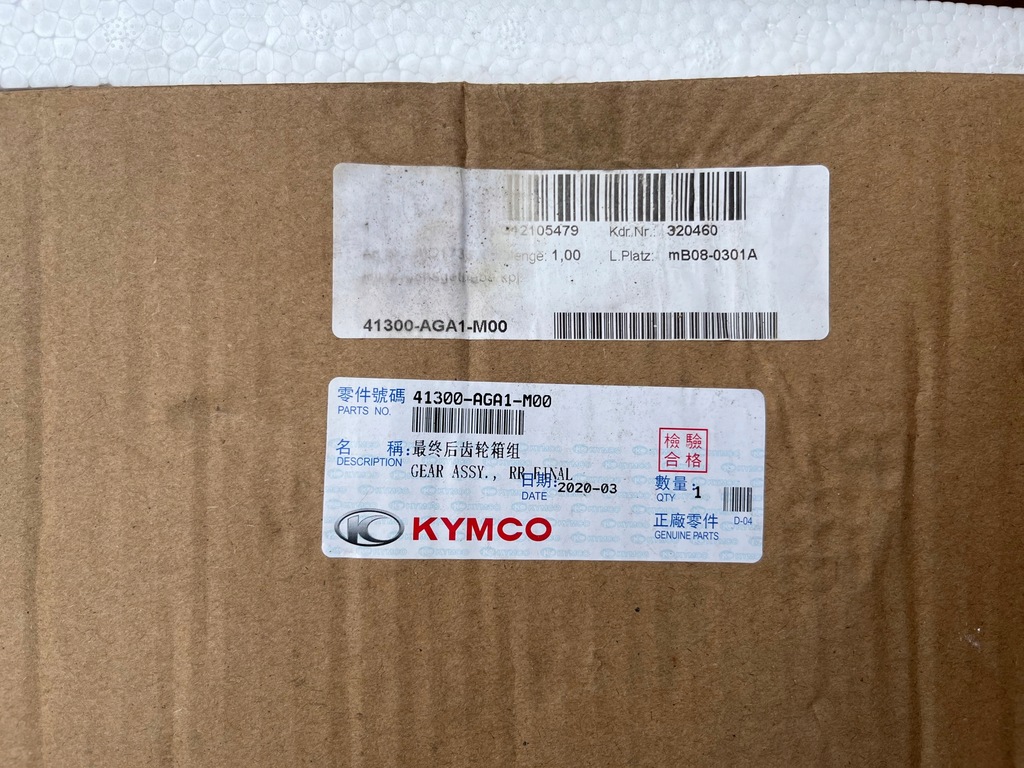 Kdr.Nr.: 320460
1,00 L.Platz: mB08-0301A
41300-AGA1-M00
零件號碼 41300-AGA1-M00
PARTS NO.
名 稱:最终后齿轮箱组
DESCRIPTION GEAR ASSY., RR FINAL
日期:2020-03
DATE
檢驗
合格
數量: 1
QTY
KYMCO
正廠零件 D-04
GENUINE PARTS